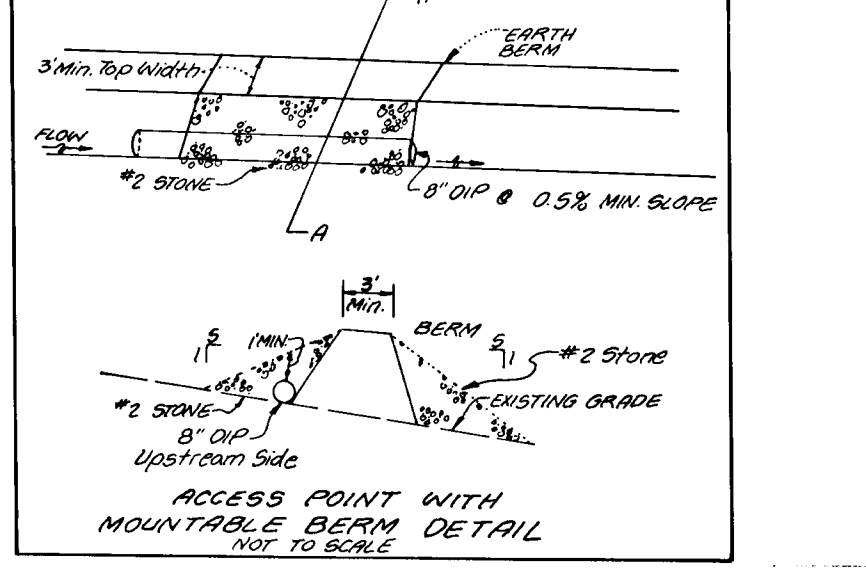 EARTH
BERM
3' Min. Top Width
FLOW
#2 STONE
8" DIP @ 0.5% MIN. SLOPE
A
3'
Min.
BERM
5
1
1' MIN.
5
1
#2 Stone
#2 STONE
EXISTING GRADE
8" DIP
Upstream Side
ACCESS POINT WITH
MOUNTABLE BERM DETAIL
NOT TO SCALE